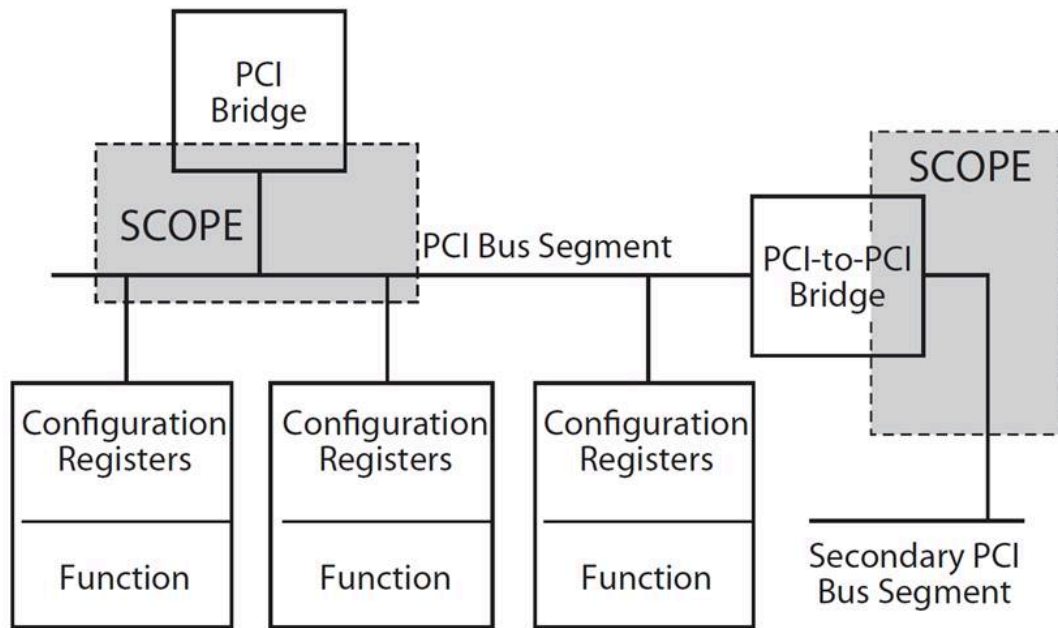 PCI
Bridge
SCOPE
SCOPE
PCI Bus Segment
PCI-to-PCI
Bridge
Configuration
Registers
Function
Configuration
Registers
Function
Configuration
Registers
Function
Secondary PCI
Bus Segment